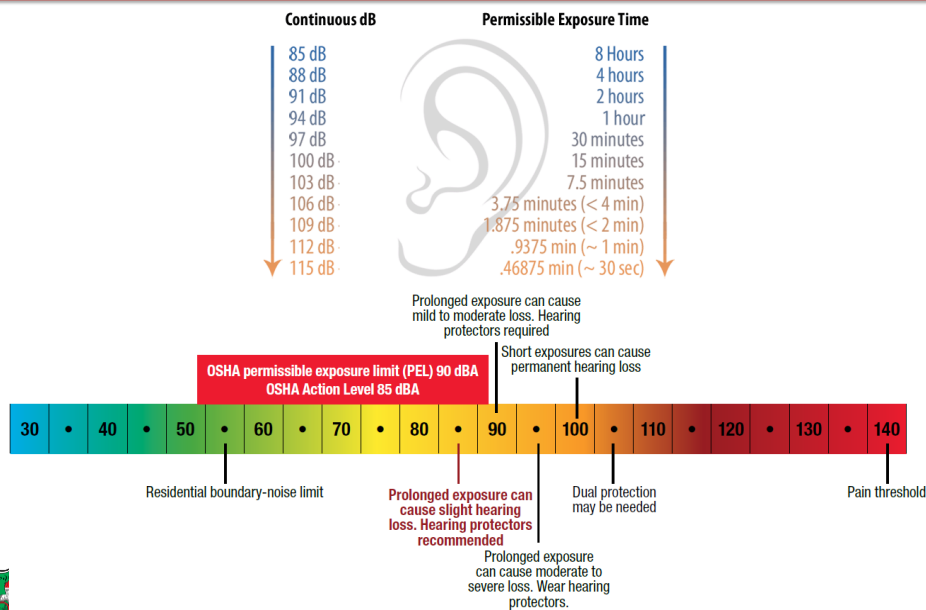 Continuous dB
Permissible Exposure Time
85 dB
8 Hours
88 dB
4 hours
91 dB
2 hours
94 dB
1 hour
97 dB
30 minutes
100 dB
15 minutes
103 dB
7.5 minutes
106 dB
3.75 minutes (< 4 min)
109 dB
1.875 minutes (< 2 min)
112 dB
.9375 min (~ 1 min)
115 dB
.46875 min (~ 30 sec)
Prolonged exposure can cause
mild to moderate loss. Hearing
protectors required
Short exposures can cause
permanent hearing loss
OSHA permissible exposure limit (PEL) 90 dBA
OSHA Action Level 85 dBA
30 • 40 • 50 • 60 • 70 • 80 • 90 • 100 • 110 • 120 • 130 • 140
Residential boundary-noise limit
Prolonged exposure can
cause slight hearing
loss. Hearing protectors
recommended
Dual protection
may be needed
Pain threshold
Prolonged exposure
can cause moderate to
severe loss. Wear hearing
protectors.